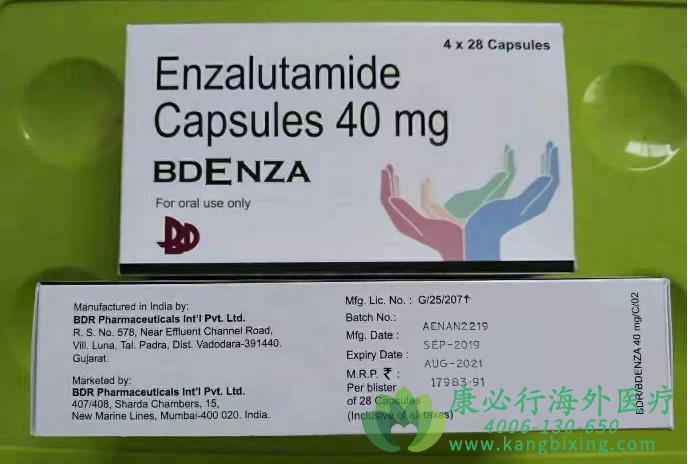 4 x 28 Capsules
Enzalutamide
Capsules 40 mg
BDENZA
For oral use only
Manufactured in India by:
BDR Pharmaceuticals Int'l Pvt. Ltd.
R. S. No. 578, Near Effluent Channel Road,
Vill. Luna, Tal. Padra, Dist. Vadodara-391440.
Gujarat.
Marketed by:
BDR Pharmaceuticals Int'l Pvt. Ltd.
407/408, Sharda Chambers, 15,
New Marine Lines, Mumbai-400 020. India.
Mfg. Lic. No. : G/25/2071
Batch No.: AENAN2219
Mfg. Date : SEP-2019
Expiry Date : AUG-2021
M.R.P. ₹ : 17983.91
Per blister
of 28 Capsules
(Inclusive of all taxes)
BDR/BDENZA 40 mg/C/02
康必行海外医疗
4006-130-650
www.kangbixing.com